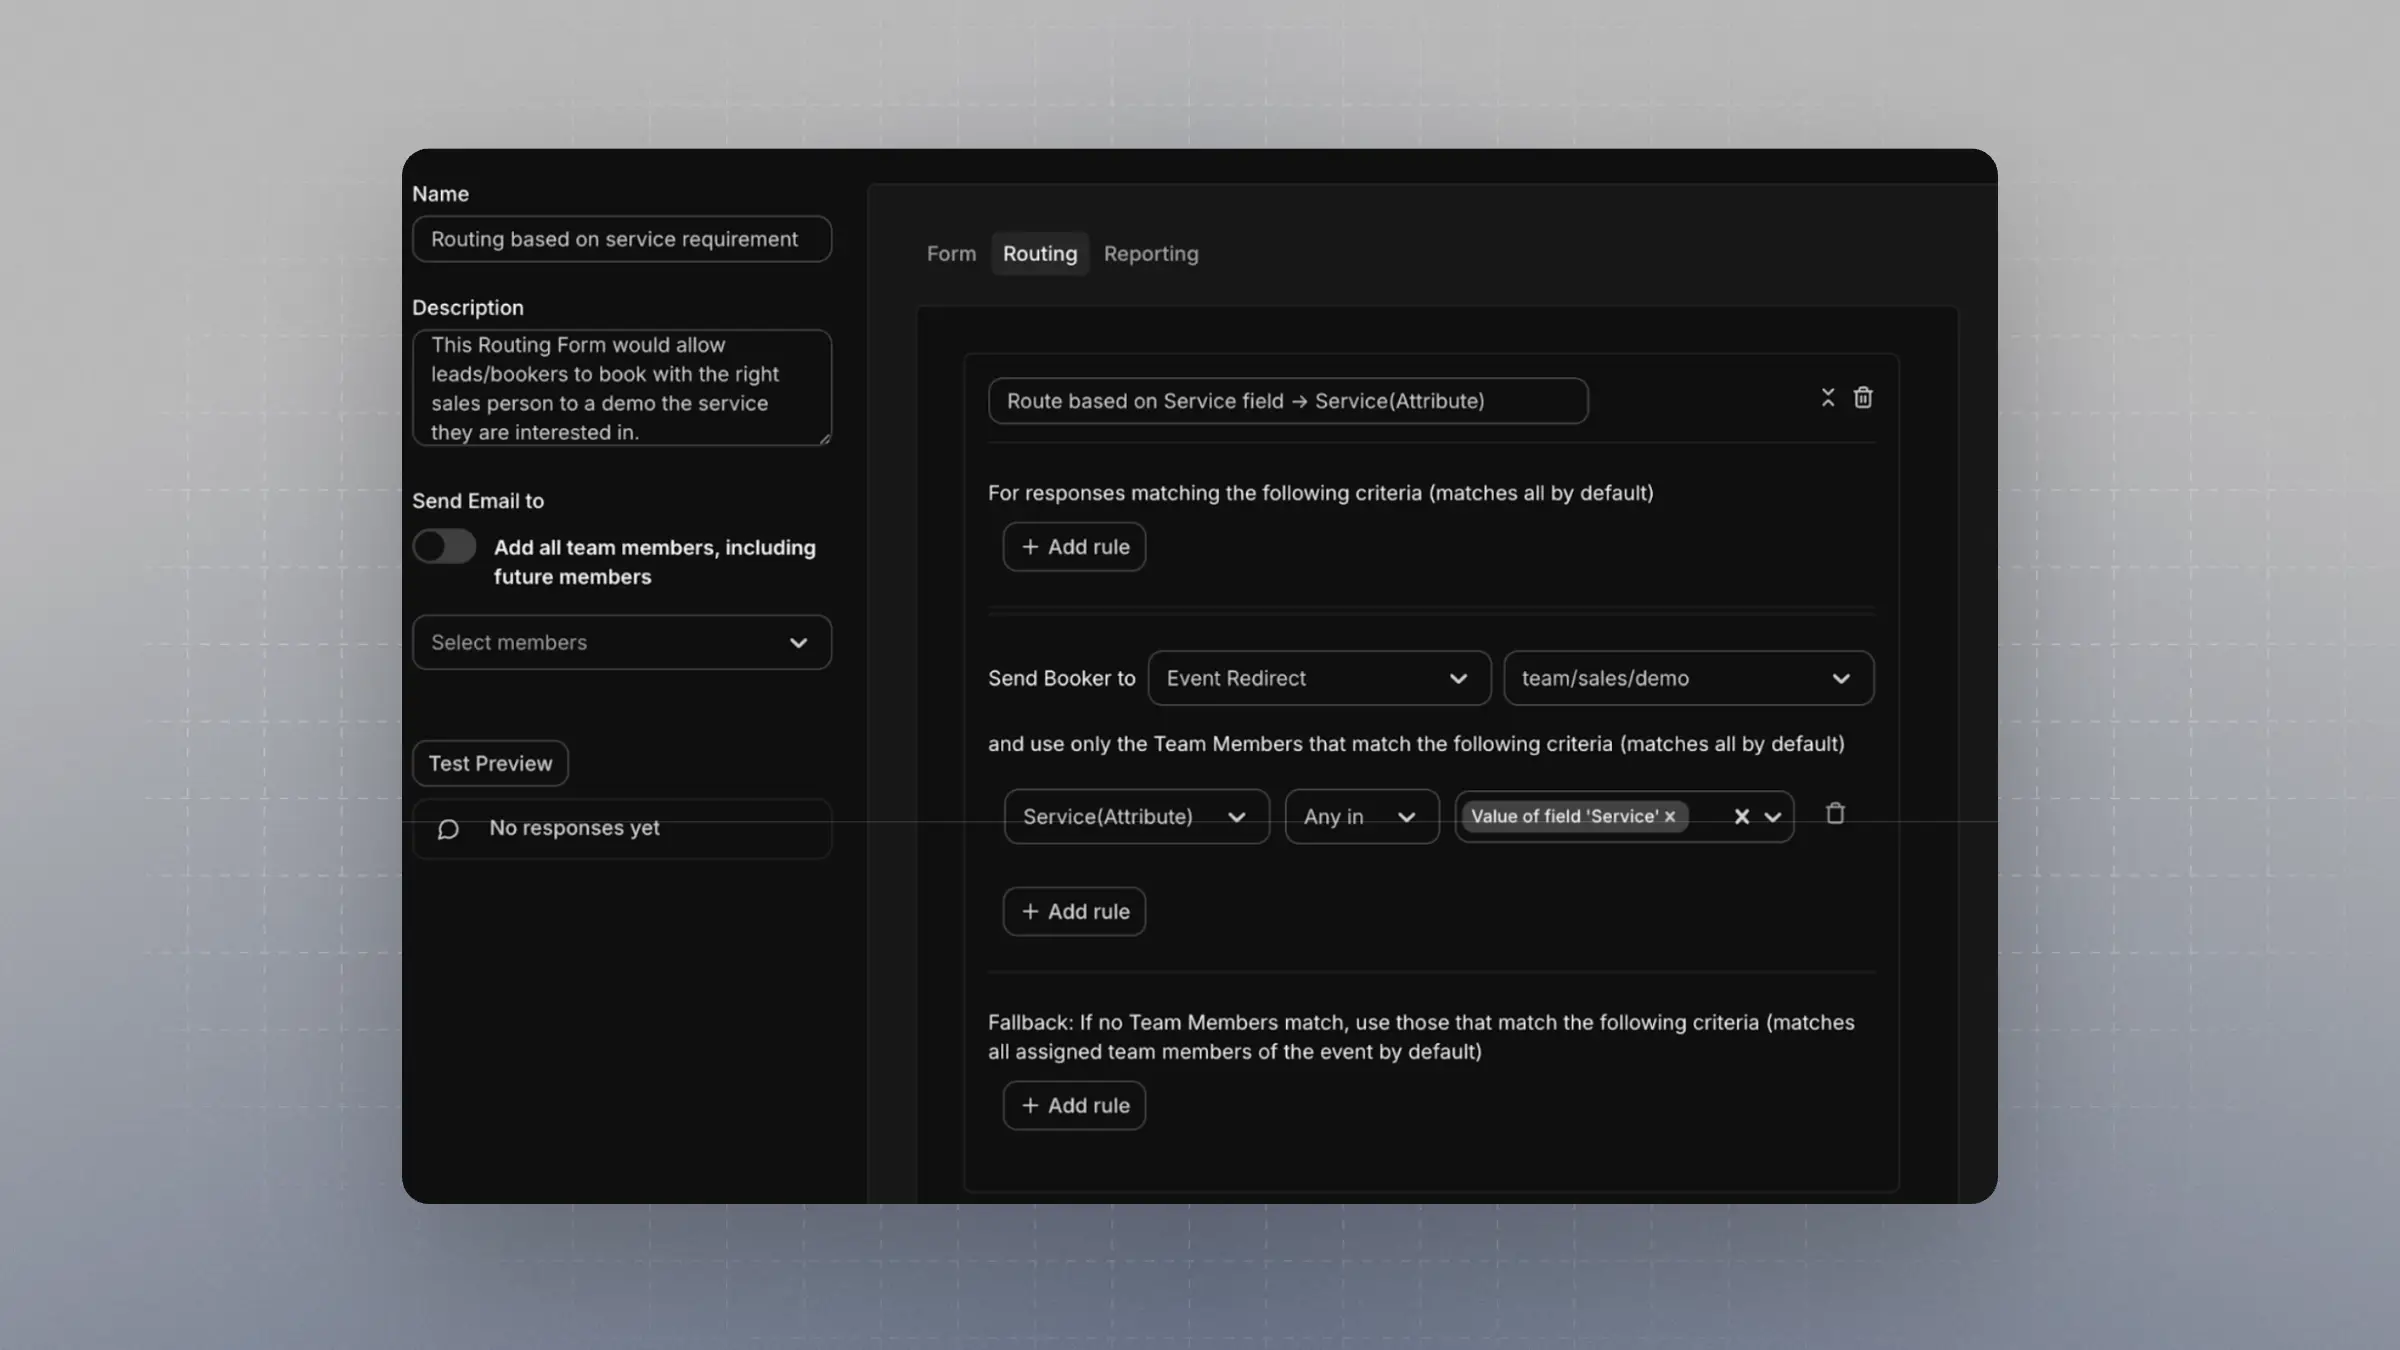 Name
Routing based on service requirement
Description
This Routing Form would allow
leads/bookers to book with the right
sales person to a demo the service
they are interested in.
Send Email to
Add all team members, including
future members
Select members
Test Preview
No responses yet
Form Routing Reporting
Route based on Service field → Service(Attribute)
For responses matching the following criteria (matches all by default)
+ Add rule
Send Booker to Event Redirect team/sales/demo
and use only the Team Members that match the following criteria (matches all by default)
Service(Attribute) Any in Value of field 'Service' ×
+ Add rule
Fallback: If no Team Members match, use those that match the following criteria (matches
all assigned team members of the event by default)
+ Add rule